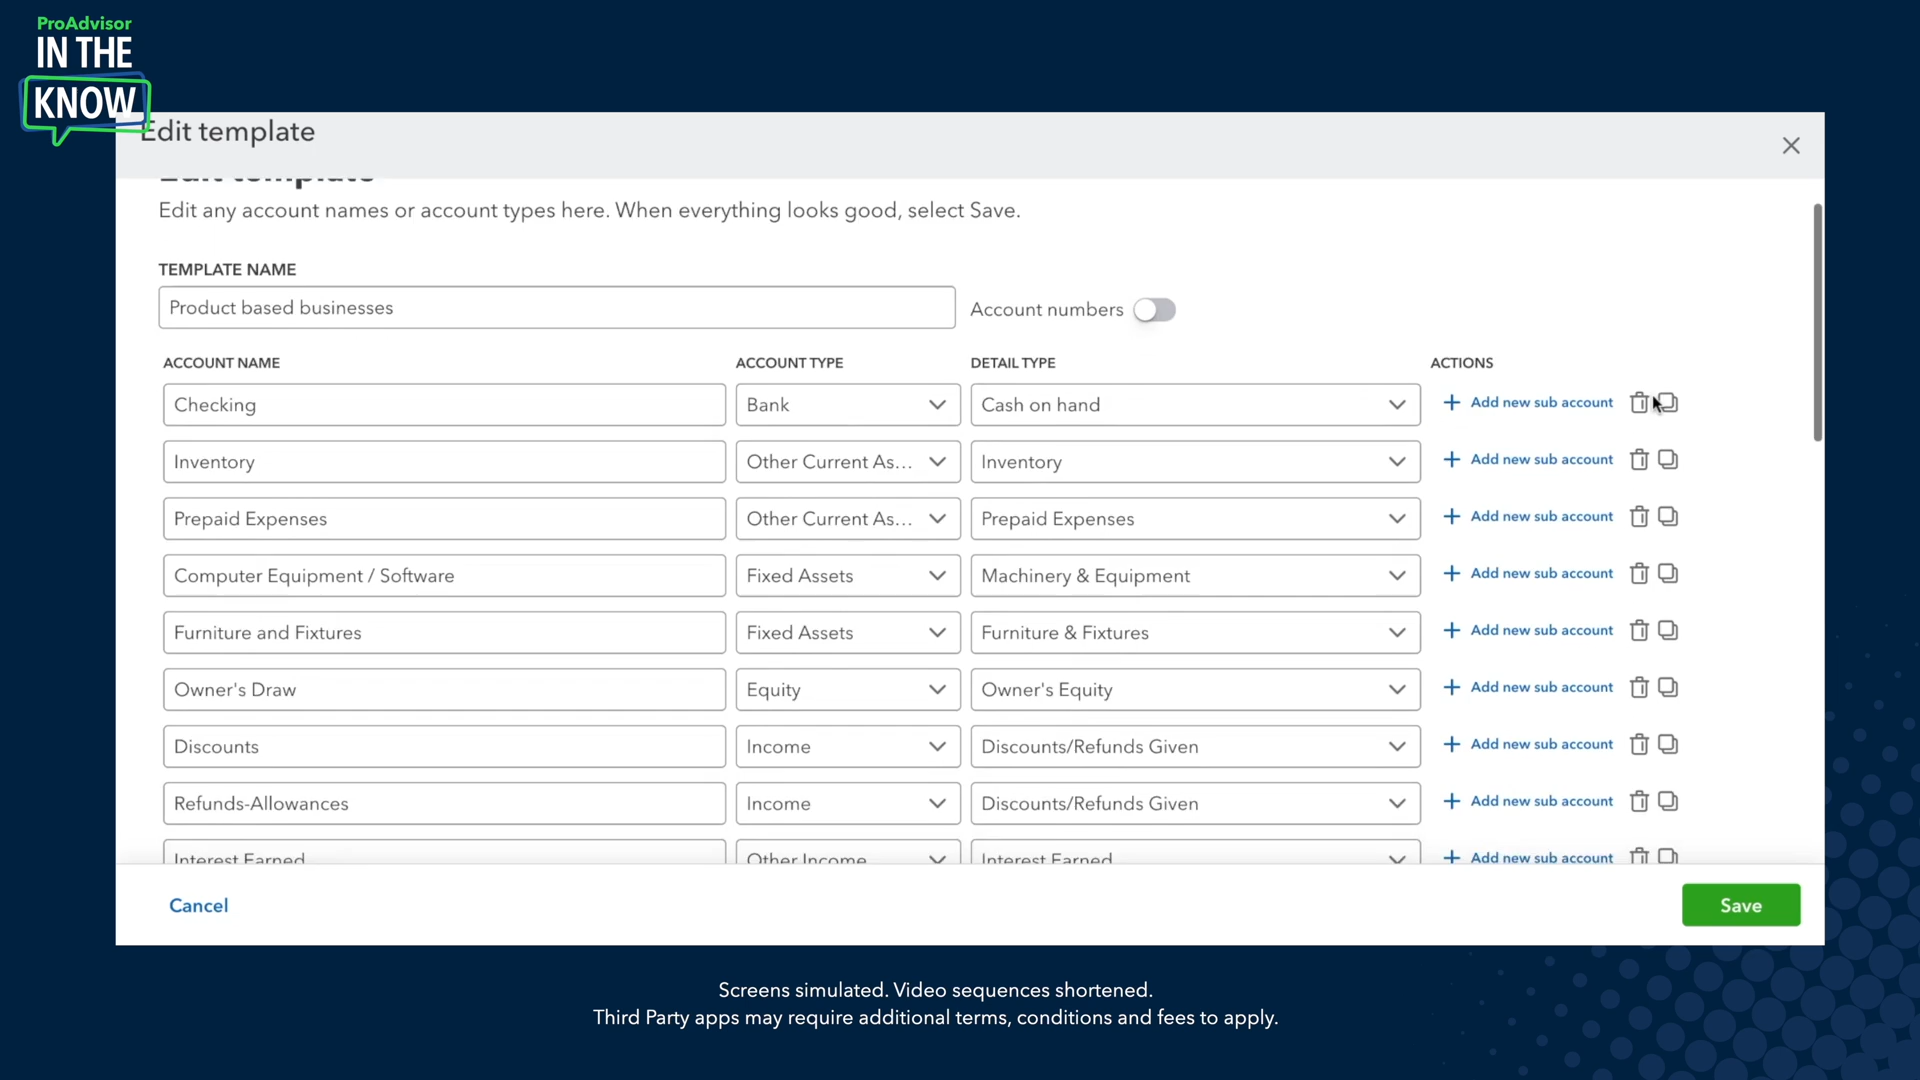 ProAdvisor
IN THE
KNOW
Edit template
Edit template
Edit any account names or account types here. When everything looks good, select Save.
TEMPLATE NAME
Product based businesses
Account numbers
ACCOUNT NAME ACCOUNT TYPE DETAIL TYPE ACTIONS
Checking Bank Cash on hand + Add new sub account
Inventory Other Current As... Inventory + Add new sub account
Prepaid Expenses Other Current As... Prepaid Expenses + Add new sub account
Computer Equipment / Software Fixed Assets Machinery & Equipment + Add new sub account
Furniture and Fixtures Fixed Assets Furniture & Fixtures + Add new sub account
Owner's Draw Equity Owner's Equity + Add new sub account
Discounts Income Discounts/Refunds Given + Add new sub account
Refunds-Allowances Income Discounts/Refunds Given + Add new sub account
Interest Earned Other Income Interest Earned + Add new sub account
Cancel Save
Screens simulated. Video sequences shortened.
Third Party apps may require additional terms, conditions and fees to apply.